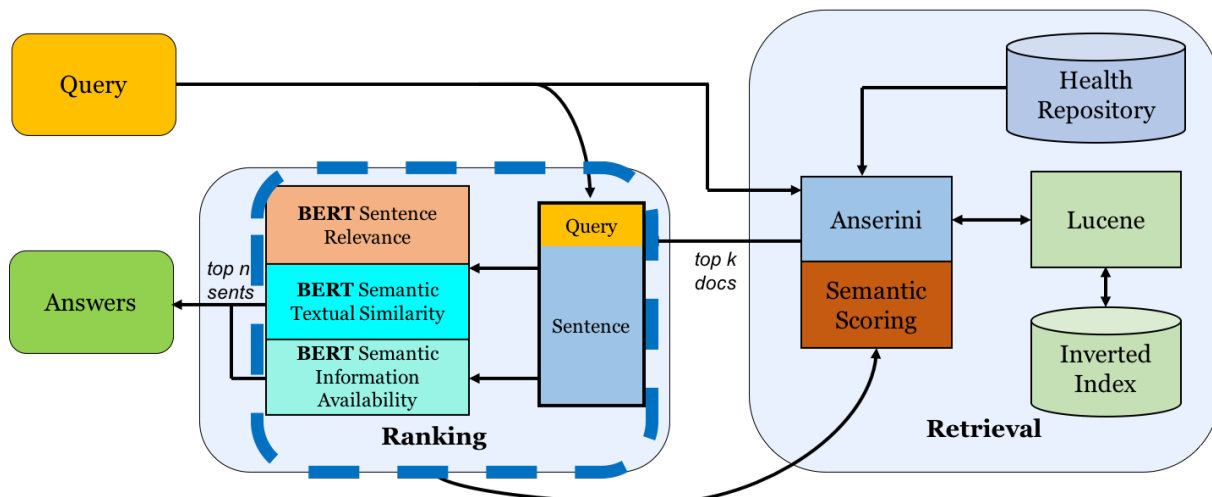 Query
Health
Repository
BERT Sentence
Relevance
Query
Anserini
Lucene
top k
docs
top n
sents
Answers
BERT Semantic
Textual Similarity
Sentence
Semantic
Scoring
BERT Semantic
Information
Availability
Inverted
Index
Ranking
Retrieval